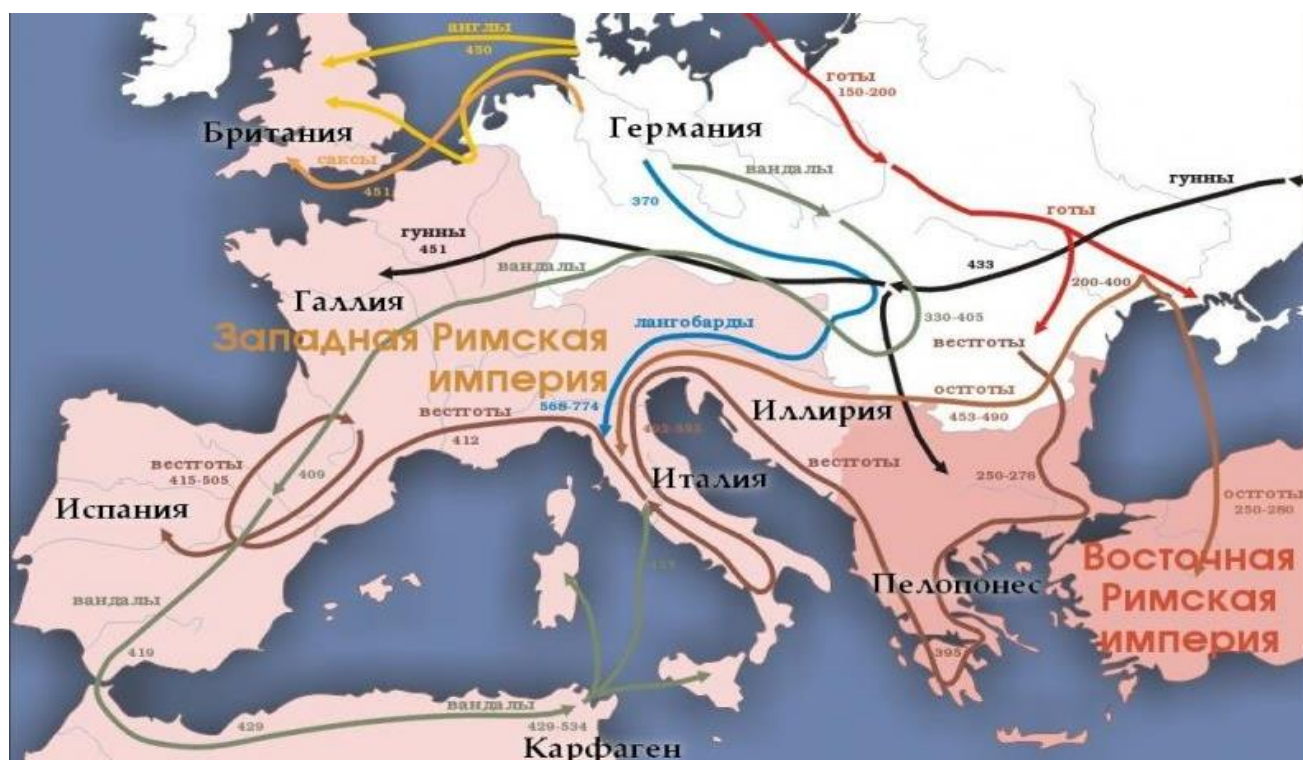 англы
450
готы
150-200
Британия
Германия
саксы
451
вандалы
гунны
370
готы
гунны
451
вандалы
433
200-400
Галлия
330-405
Западная Римская
империя
лангобарды
вестготы
остготы
453-490
568-774
Иллирия
вестготы
412
вестготы
415-505
409
Италия
вестготы
250-276
Испания
остготы
250-280
Восточная
Римская
империя
Пелопонес
вандалы
419
395
429
вандалы
429-534
Карфаген